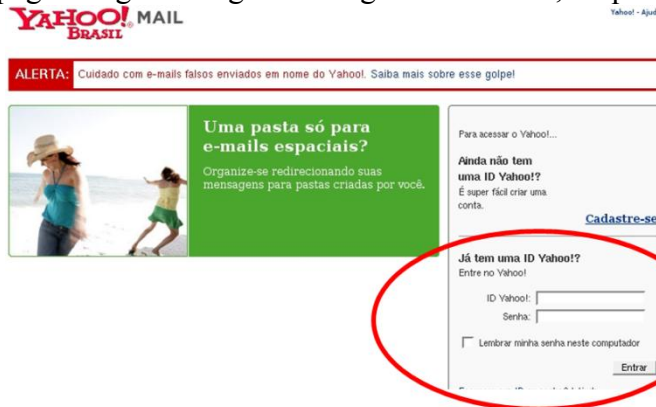 YAHOO! MAIL
BRASIL
Yahoo! - Ajud
ALERTA: Cuidado com e-mails falsos enviados em nome do Yahoo!. Saiba mais sobre esse golpe!
Uma pasta só para
e-mails espaciais?
Organize-se redirecionando suas
mensagens para pastas criadas por você.
Para acessar o Yahoo!...
Ainda não tem
uma ID Yahoo!?
É super fácil criar uma
conta.
Cadastre-se
Já tem uma ID Yahoo!?
Entre no Yahoo!
ID Yahoo!:
Senha:
Lembrar minha senha neste computador
Entrar